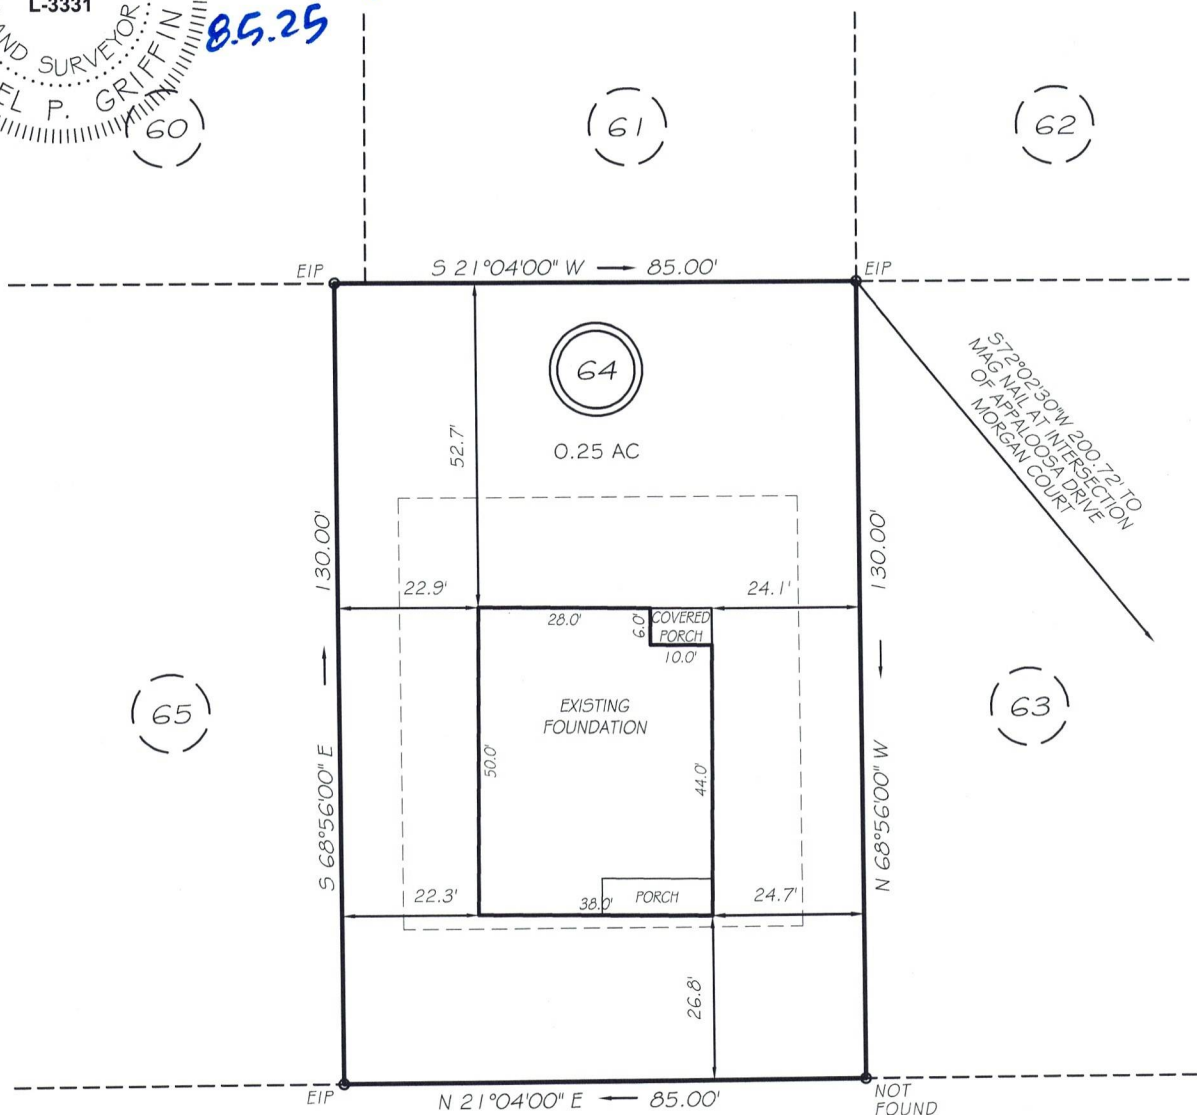 L-3331
8.5.25
SURVEYOR
P. GRIFFIN
60
61
62
EIP
S 21°04'00" W 85.00'
EIP
64
0.25 AC
52.7'
S72°02'30"W 200.72' TO
MAG NAIL AT INTERSECTION
OF APPALOOSA DRIVE
MORGAN COURT
130.00'
130.00'
22.9'
24.1'
28.0'
6.0'
COVERED
PORCH
10.0'
65
EXISTING
FOUNDATION
63
50.0'
44.0'
S 68°56'00" E
N 68°56'00" W
22.3'
38.0'
PORCH
24.7'
26.8'
EIP
N 21°04'00" E 85.00'
NOT
FOUND